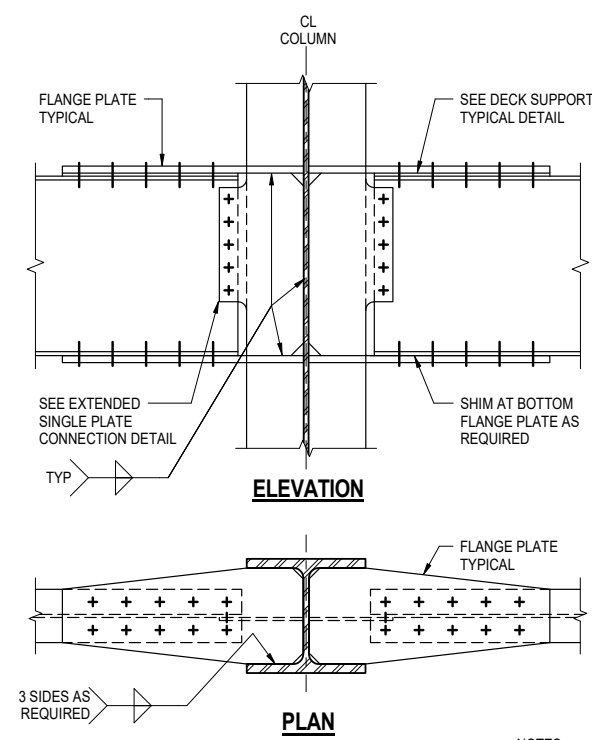 CL
COLUMN
FLANGE PLATE
TYPICAL
SEE DECK SUPPORT
TYPICAL DETAIL
SEE EXTENDED
SINGLE PLATE
CONNECTION DETAIL
SHIM AT BOTTOM
FLANGE PLATE AS
REQUIRED
TYP
ELEVATION
FLANGE PLATE
TYPICAL
3 SIDES AS
REQUIRED
PLAN